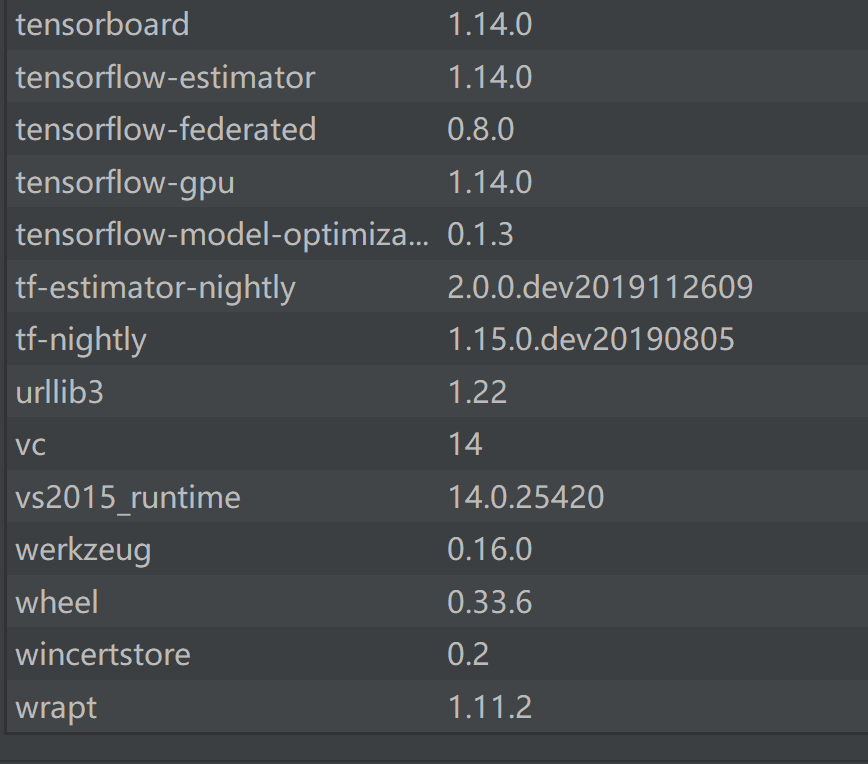 tensorboard 1.14.0
tensorflow-estimator 1.14.0
tensorflow-federated 0.8.0
tensorflow-gpu 1.14.0
tensorflow-model-optimiza... 0.1.3
tf-estimator-nightly 2.0.0.dev2019112609
tf-nightly 1.15.0.dev20190805
urllib3 1.22
vc 14
vs2015_runtime 14.0.25420
werkzeug 0.16.0
wheel 0.33.6
wincertstore 0.2
wrapt 1.11.2